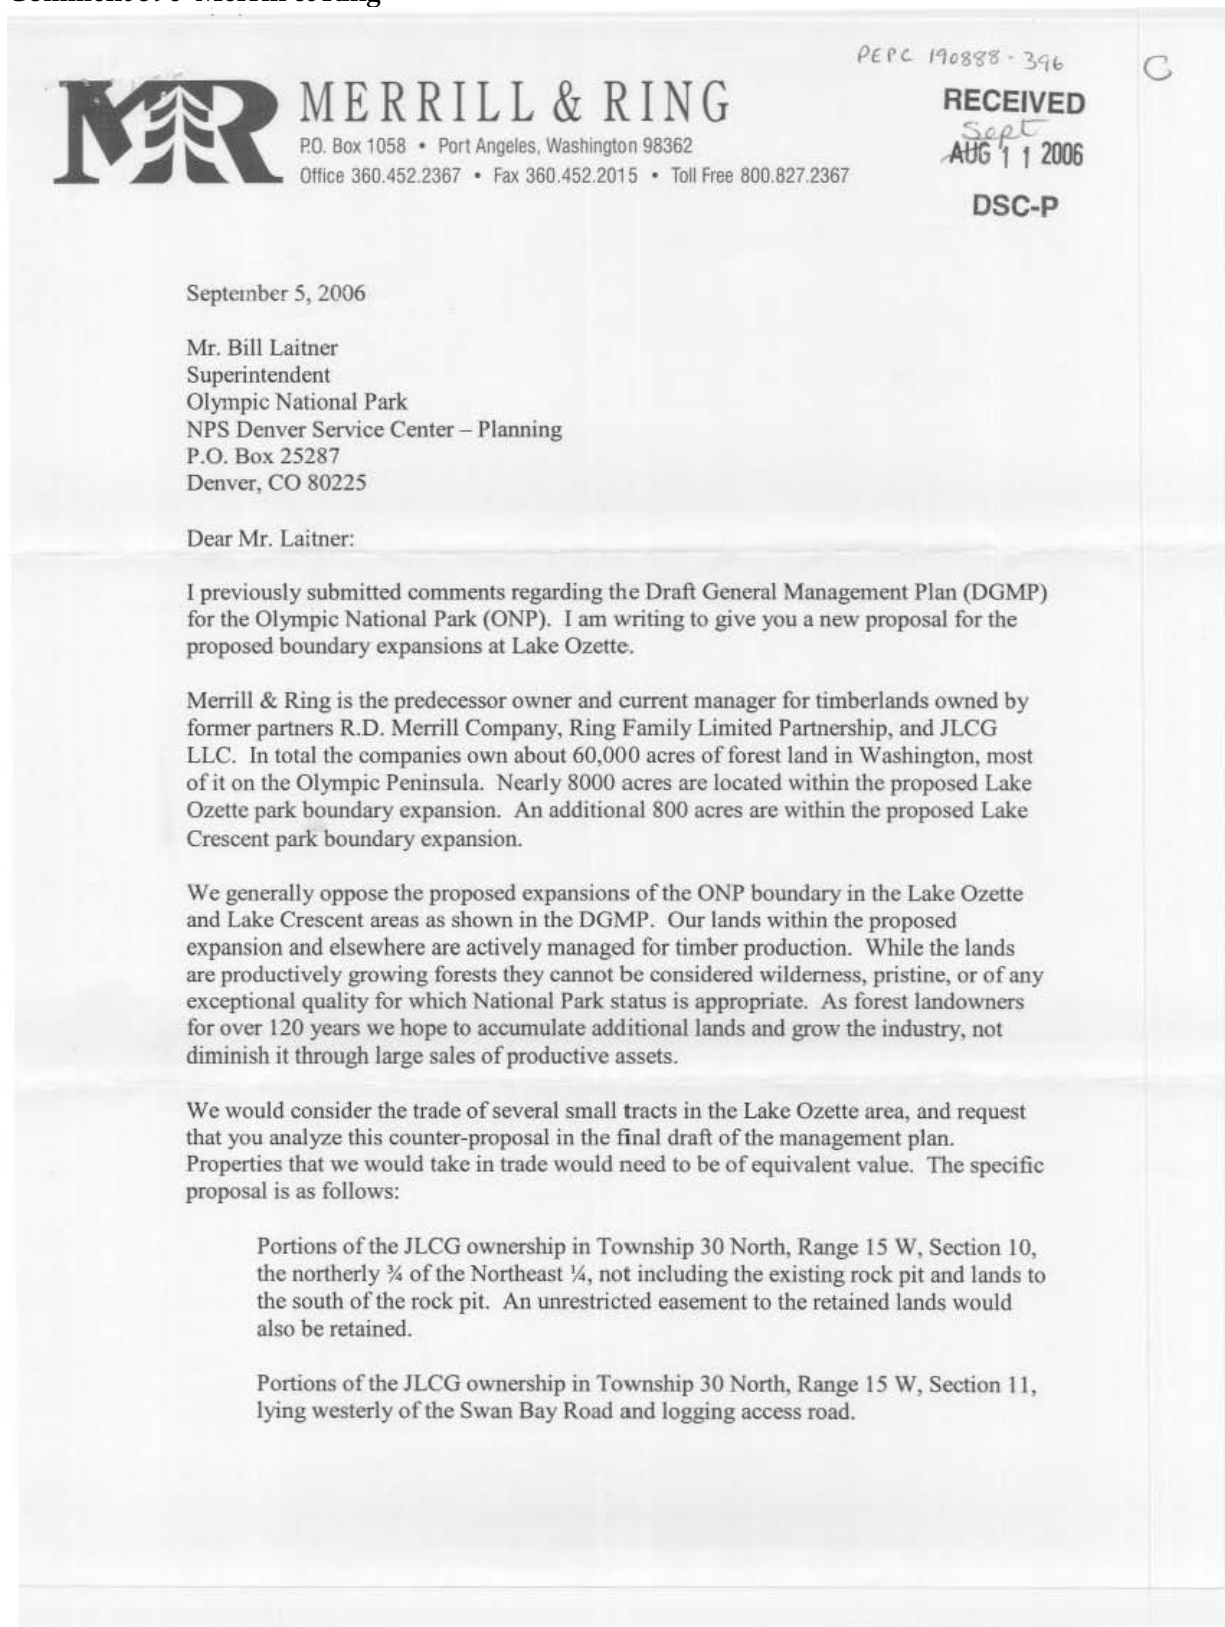 Comment 396 Merrill & Ring
PEPC 190888-396
C
MR
MERRILL & RING
P.O. Box 1058 • Port Angeles, Washington 98362
Office 360.452.2367 • Fax 360.452.2015 • Toll Free 800.827.2367
RECEIVED
Sept
AUG 11 2006
DSC-P
September 5, 2006
Mr. Bill Laitner
Superintendent
Olympic National Park
NPS Denver Service Center – Planning
P.O. Box 25287
Denver, CO 80225
Dear Mr. Laitner:
I previously submitted comments regarding the Draft General Management Plan (DGMP)
for the Olympic National Park (ONP). I am writing to give you a new proposal for the
proposed boundary expansions at Lake Ozette.
Merrill & Ring is the predecessor owner and current manager for timberlands owned by
former partners R.D. Merrill Company, Ring Family Limited Partnership, and JLCG
LLC. In total the companies own about 60,000 acres of forest land in Washington, most
of it on the Olympic Peninsula. Nearly 8000 acres are located within the proposed Lake
Ozette park boundary expansion. An additional 800 acres are within the proposed Lake
Crescent park boundary expansion.
We generally oppose the proposed expansions of the ONP boundary in the Lake Ozette
and Lake Crescent areas as shown in the DGMP. Our lands within the proposed
expansion and elsewhere are actively managed for timber production. While the lands
are productively growing forests they cannot be considered wilderness, pristine, or of any
exceptional quality for which National Park status is appropriate. As forest landowners
for over 120 years we hope to accumulate additional lands and grow the industry, not
diminish it through large sales of productive assets.
We would consider the trade of several small tracts in the Lake Ozette area, and request
that you analyze this counter-proposal in the final draft of the management plan.
Properties that we would take in trade would need to be of equivalent value. The specific
proposal is as follows:
Portions of the JLCG ownership in Township 30 North, Range 15 W, Section 10,
the northerly ¾ of the Northeast ¼, not including the existing rock pit and lands to
the south of the rock pit. An unrestricted easement to the retained lands would
also be retained.
Portions of the JLCG ownership in Township 30 North, Range 15 W, Section 11,
lying westerly of the Swan Bay Road and logging access road.